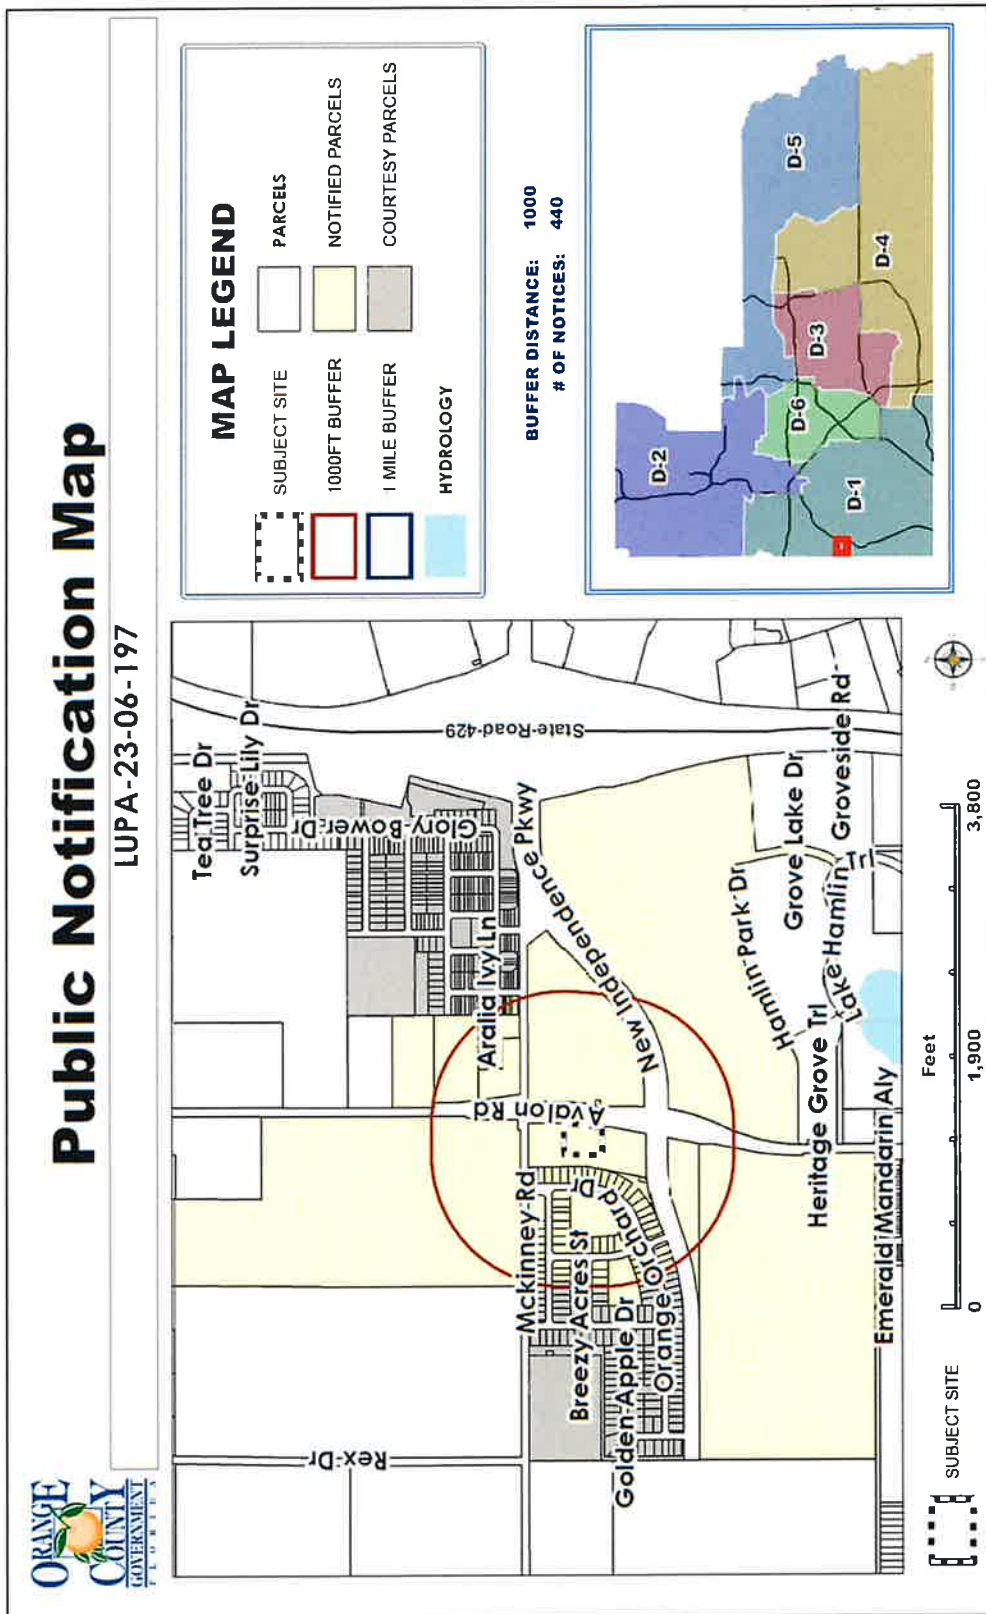 ORANGE
COUNTY
GOVERNMENT
FLORIDA
Public Notification Map
LUPA-23-06-197
Tea Tree Dr
Surprise Lily Dr
Glory-Bower-Dr
Aralia Ivy Ln
State-Road-429
New Independence Pkwy
Avalon Rd
Mckinney-Rd
Breezy-Acres St
Golden-Apple Dr
Orange Orchard Dr
Rex-Dr
Hamlin-Park Dr
Grove Lake Dr
Groveside Rd
Lake Hamlin Trl
Heritage Grove Trl
Emerald Mandarin Aly
MAP LEGEND
SUBJECT SITE
1000FT BUFFER
1 MILE BUFFER
HYDROLOGY
PARCELS
NOTIFIED PARCELS
COURTESY PARCELS
BUFFER DISTANCE: 1000
# OF NOTICES: 440
D-2
D-5
D-6
D-3
D-4
D-1
SUBJECT SITE
Feet
0 1,900 3,800